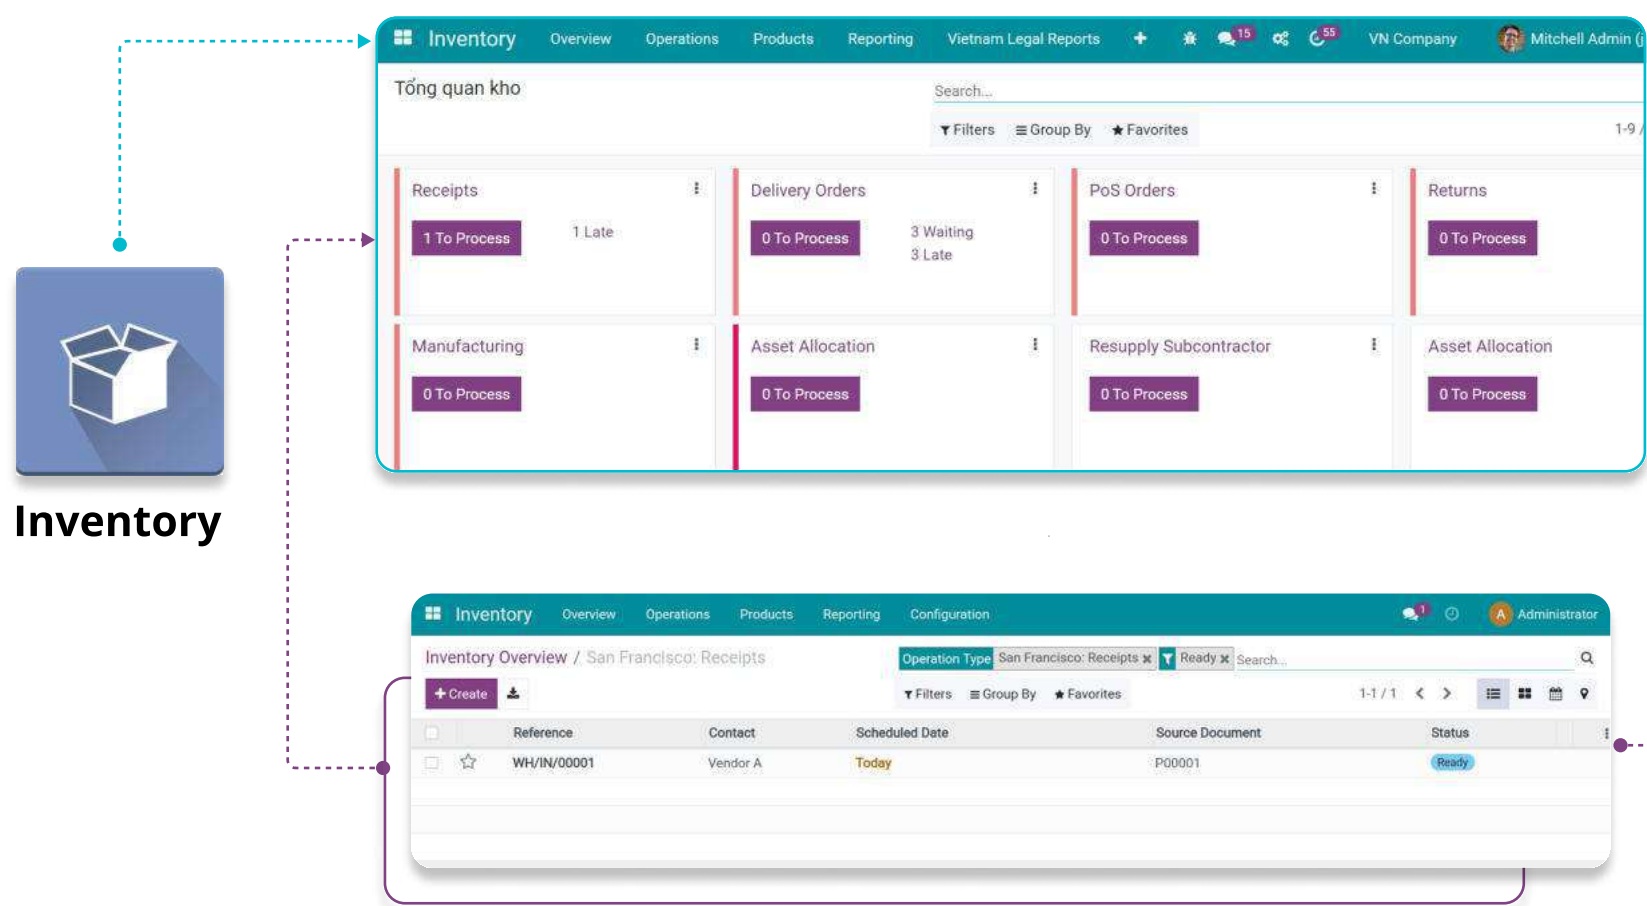 Inventory Overview Operations Products Reporting Vietnam Legal Reports 15 55 VN Company Mitchell Admin (j
Tổng quan kho
Search...
Filters Group By Favorites
1-9 /
Receipts Delivery Orders PoS Orders Returns
1 To Process 1 Late 0 To Process 3 Waiting 0 To Process 0 To Process
3 Late
Manufacturing Asset Allocation Resupply Subcontractor Asset Allocation
0 To Process 0 To Process 0 To Process 0 To Process
Inventory
Inventory Overview Operations Products Reporting Configuration 1 A Administrator
Inventory Overview / San Francisco: Receipts Operation Type San Francisco: Receipts x Ready x Search...
+ Create Filters Group By Favorites 1-1 / 1
Reference Contact Scheduled Date Source Document Status
WH/IN/00001 Vendor A Today P00001 Ready